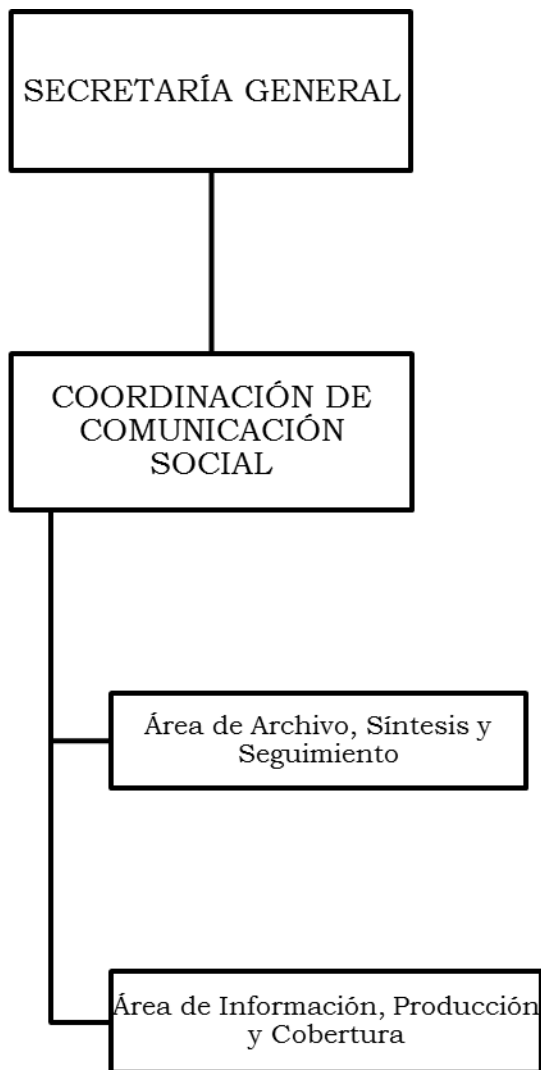 SECRETARÍA GENERAL
COORDINACIÓN DE
COMUNICACIÓN
SOCIAL
Área de Archivo, Síntesis y
Seguimiento
Área de Información, Producción
y Cobertura